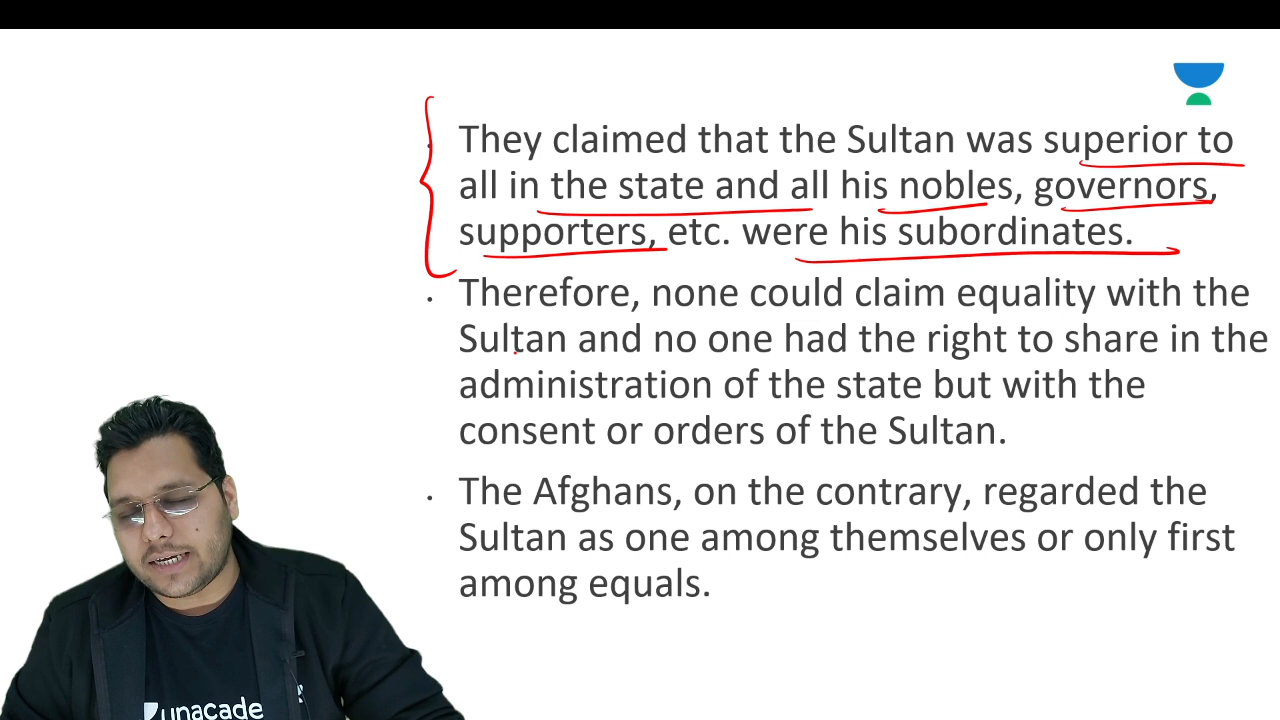 They claimed that the Sultan was superior to
all in the state and all his nobles, governors,
supporters, etc. were his subordinates.
Therefore, none could claim equality with the
Sultan and no one had the right to share in the
administration of the state but with the
consent or orders of the Sultan.
The Afghans, on the contrary, regarded the
Sultan as one among themselves or only first
among equals.
unacade